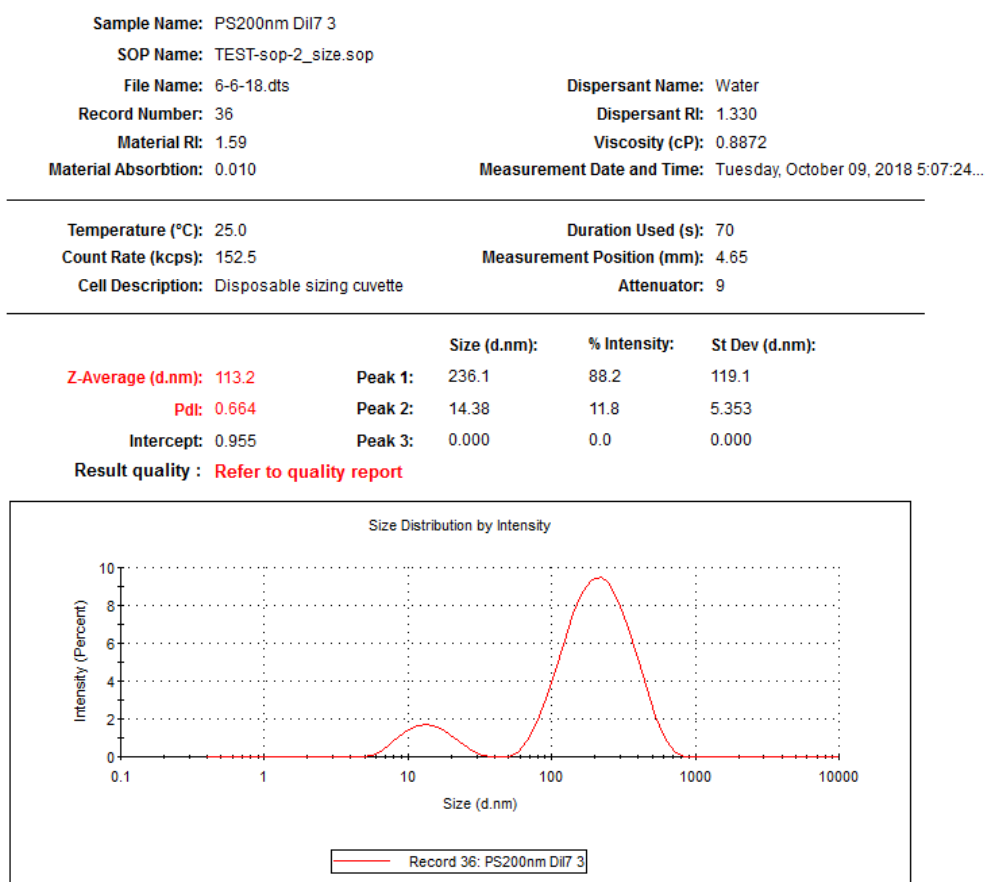 Sample Name: PS200nm Dil7 3
SOP Name: TEST-sop-2_size.sop
File Name: 6-6-18.dts Dispersant Name: Water
Record Number: 36 Dispersant RI: 1.330
Material RI: 1.59 Viscosity (cP): 0.8872
Material Absorbtion: 0.010 Measurement Date and Time: Tuesday, October 09, 2018 5:07:24...
Temperature (°C): 25.0 Duration Used (s): 70
Count Rate (kcps): 152.5 Measurement Position (mm): 4.65
Cell Description: Disposable sizing cuvette Attenuator: 9
Size (d.nm): % Intensity: St Dev (d.nm):
Z-Average (d.nm): 113.2 Peak 1: 236.1 88.2 119.1
PdI: 0.664 Peak 2: 14.38 11.8 5.353
Intercept: 0.955 Peak 3: 0.000 0.0 0.000
Result quality : Refer to quality report
Size Distribution by Intensity
10
8
6
4
2
0
Intensity (Percent)
0.1 1 10 100 1000 10000
Size (d.nm)
Record 36: PS200nm Dil7 3